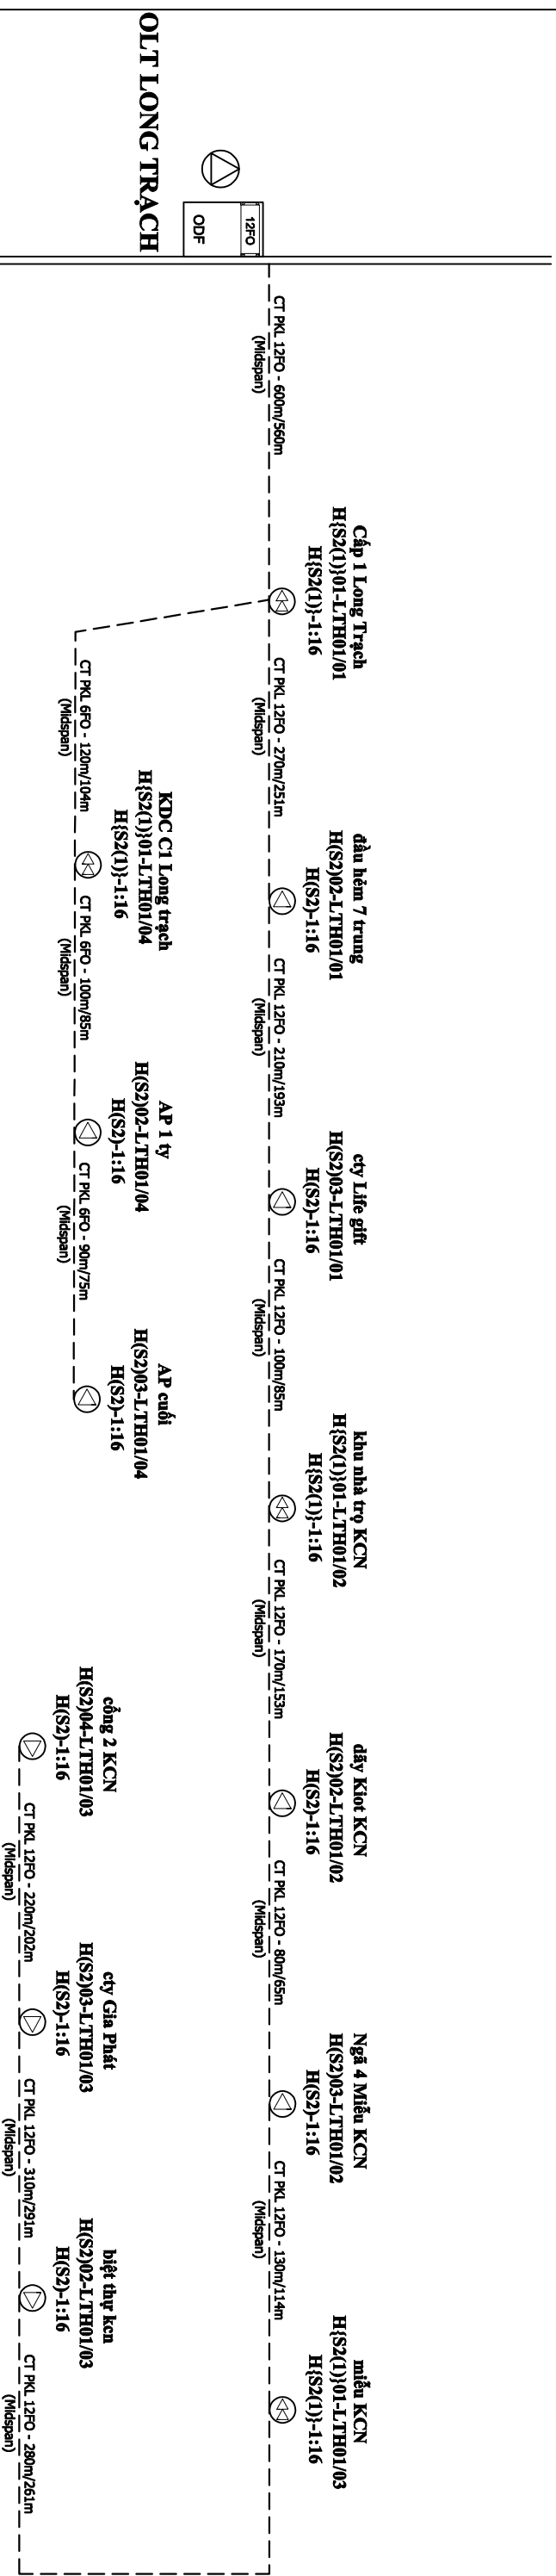 OLT LONG TRẠCH
12FO
ODF
CT PKL 12FO - 600m/560m
(Midspan)
Cấp 1 Long Trạch
H{S2(1)}01-LTH01/01
H{S2(1)}-1:16
CT PKL 12FO - 270m/251m
(Midspan)
đầu hẻm 7 trung
H(S2)02-LTH01/01
H(S2)-1:16
CT PKL 12FO - 210m/193m
(Midspan)
cty Life gift
H(S2)03-LTH01/01
H(S2)-1:16
CT PKL 12FO - 100m/85m
(Midspan)
khu nhà trọ KCN
H{S2(1)}01-LTH01/02
H{S2(1)}-1:16
CT PKL 12FO - 170m/153m
(Midspan)
dãy Kiot KCN
H(S2)02-LTH01/02
H(S2)-1:16
CT PKL 12FO - 80m/65m
(Midspan)
Ngã 4 Miễu KCN
H(S2)03-LTH01/02
H(S2)-1:16
CT PKL 12FO - 130m/114m
(Midspan)
miễu KCN
H{S2(1)}01-LTH01/03
H{S2(1)}-1:16
CT PKL 6FO - 120m/104m
(Midspan)
KDC C1 Long trạch
H{S2(1)}01-LTH01/04
H{S2(1)}-1:16
CT PKL 6FO - 100m/85m
(Midspan)
AP 1 ty
H(S2)02-LTH01/04
H(S2)-1:16
CT PKL 6FO - 90m/75m
(Midspan)
AP cuối
H(S2)03-LTH01/04
H(S2)-1:16
cổng 2 KCN
H(S2)04-LTH01/03
H(S2)-1:16
CT PKL 12FO - 220m/202m
(Midspan)
cty Gia Phát
H(S2)03-LTH01/03
H(S2)-1:16
CT PKL 12FO - 310m/291m
(Midspan)
biệt thự kcn
H(S2)02-LTH01/03
H(S2)-1:16
CT PKL 12FO - 280m/261m
(Midspan)